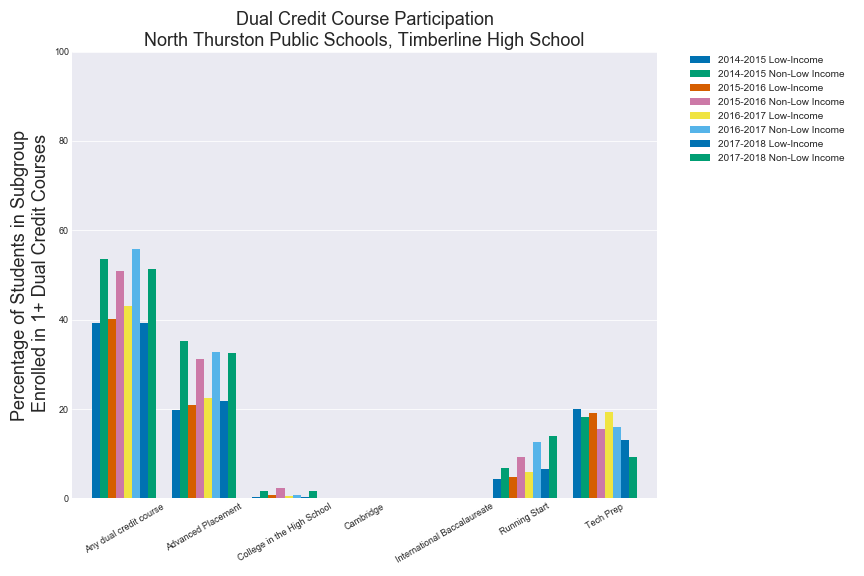 Dual Credit Course Participation
North Thurston Public Schools, Timberline High School
Percentage of Students in Subgroup
Enrolled in 1+ Dual Credit Courses
100
80
60
40
20
0
Any dual credit course
Advanced Placement
College in the High School
Cambridge
International Baccalaureate
Running Start
Tech Prep
2014-2015 Low-Income
2014-2015 Non-Low Income
2015-2016 Low-Income
2015-2016 Non-Low Income
2016-2017 Low-Income
2016-2017 Non-Low Income
2017-2018 Low-Income
2017-2018 Non-Low Income